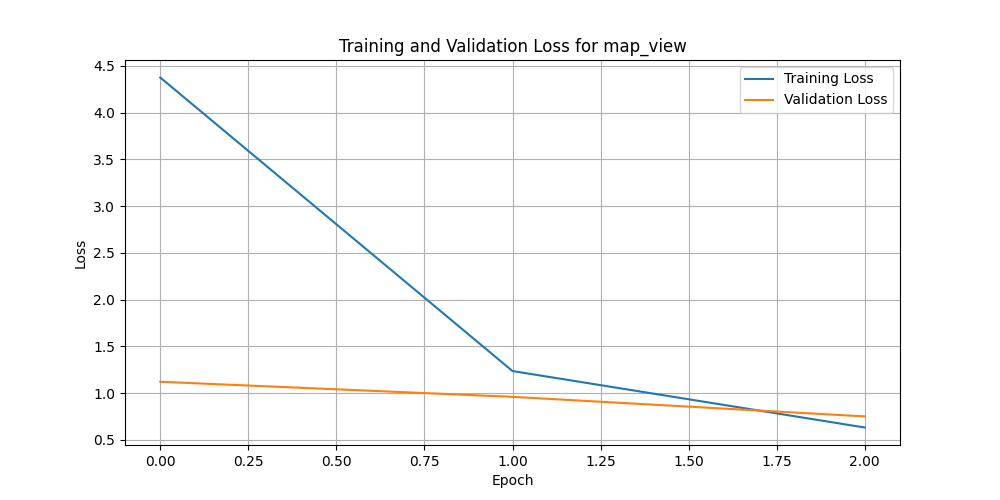 Training and Validation Loss for map_view
Training Loss
Validation Loss
4.5
4.0
3.5
3.0
2.5
2.0
1.5
1.0
0.5
Loss
0.00 0.25 0.50 0.75 1.00 1.25 1.50 1.75 2.00
Epoch